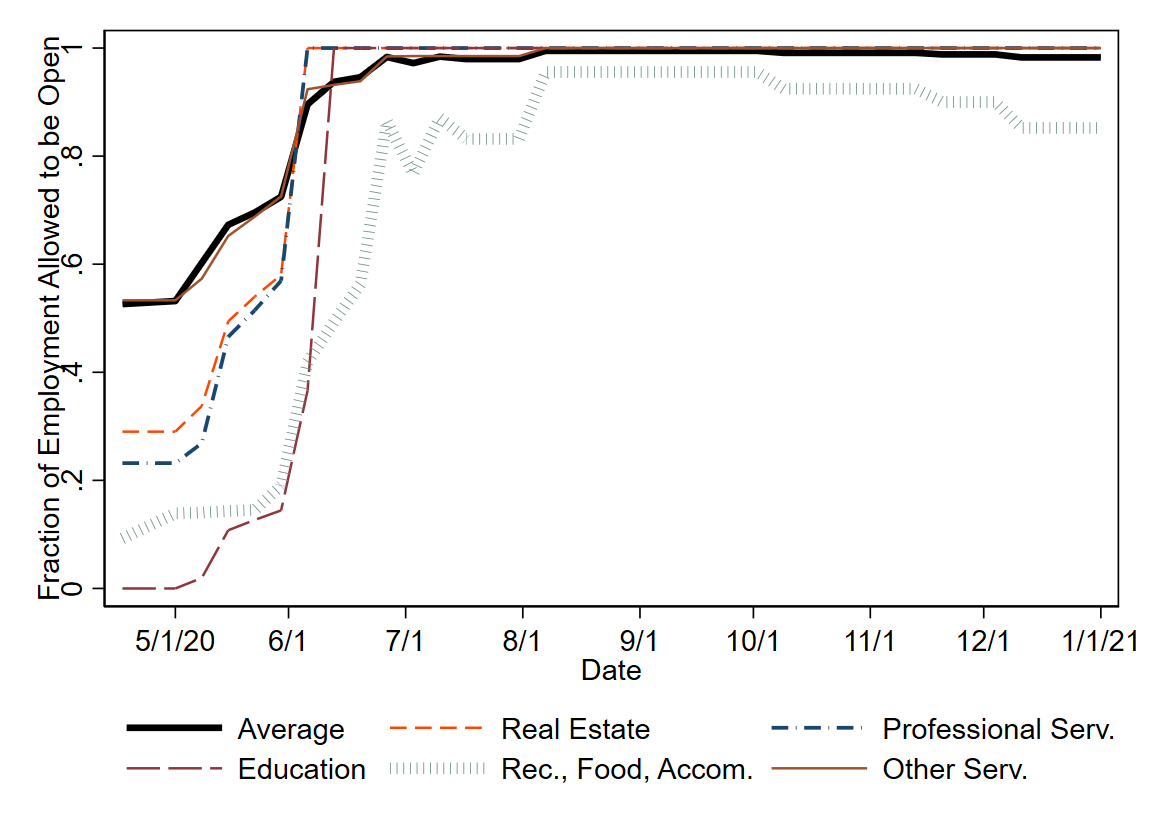 Fraction of Employment Allowed to be Open
1
.8
.6
.4
.2
0
5/1/20 6/1 7/1 8/1 9/1 10/1 11/1 12/1 1/1/21
Date
Average Real Estate Professional Serv.
Education Rec., Food, Accom. Other Serv.